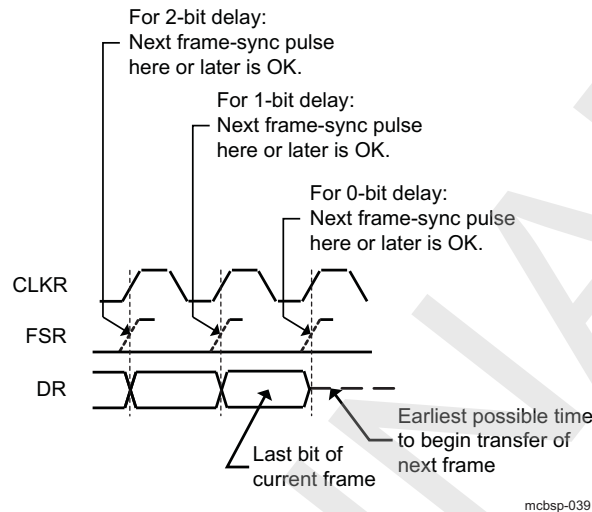 For 2-bit delay:
Next frame-sync pulse
here or later is OK.
For 1-bit delay:
Next frame-sync pulse
here or later is OK.
For 0-bit delay:
Next frame-sync pulse
here or later is OK.
CLKR
FSR
DR
Earliest possible time
to begin transfer of
next frame
Last bit of
current frame
mcbsp-039